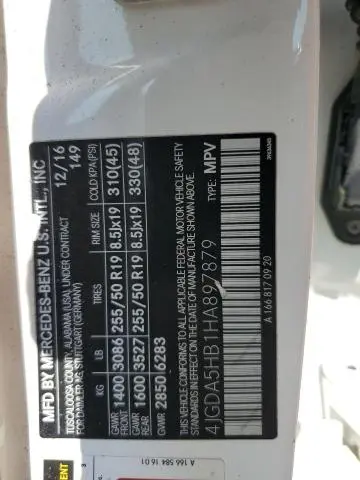 MFD BY MERCEDES-BENZ U.S. INTL., INC
TUSCALOOSA COUNTY, ALABAMA (USA), UNDER CONTRACT
FOR DAIMLER AG, STUTTGART (GERMANY)
12/16
149
KG LB TIRES RIM SIZE COLD KPA(PSI)
GAWR FRONT 1400 3086 255/50 R19 8.5Jx19 310(45)
GAWR REAR 1600 3527 255/50 R19 8.5Jx19 330(48)
GVWR 2850 6283
VEHICLE CONFORMS TO ALL APPLICABLE FEDERAL MOTOR VEHICLE SAFETY
STANDARDS IN EFFECT ON THE DATE OF MANUFACTURE SHOWN ABOVE.
4JGDA5HB1HA897879 TYPE: MPV
A 166 817 09 20
A 166 584 16 01